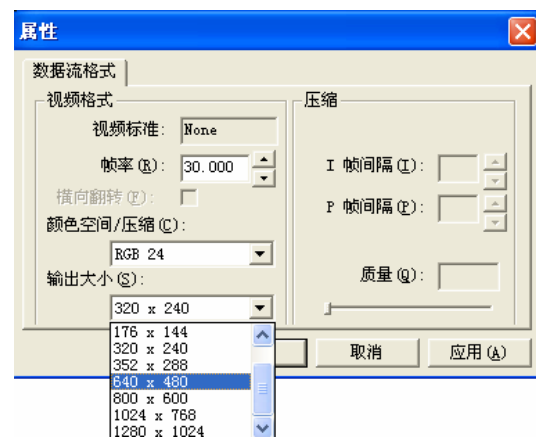 属性
数据流格式
视频格式
视频标准: None
帧率(R): 30.000
横向翻转(F):
颜色空间/压缩(C):
RGB 24
输出大小(S):
320 x 240
176 x 144
320 x 240
352 x 288
640 x 480
800 x 600
1024 x 768
1280 x 1024
压缩
I 帧间隔(I):
P 帧间隔(P):
质量(Q):
取消
应用(A)